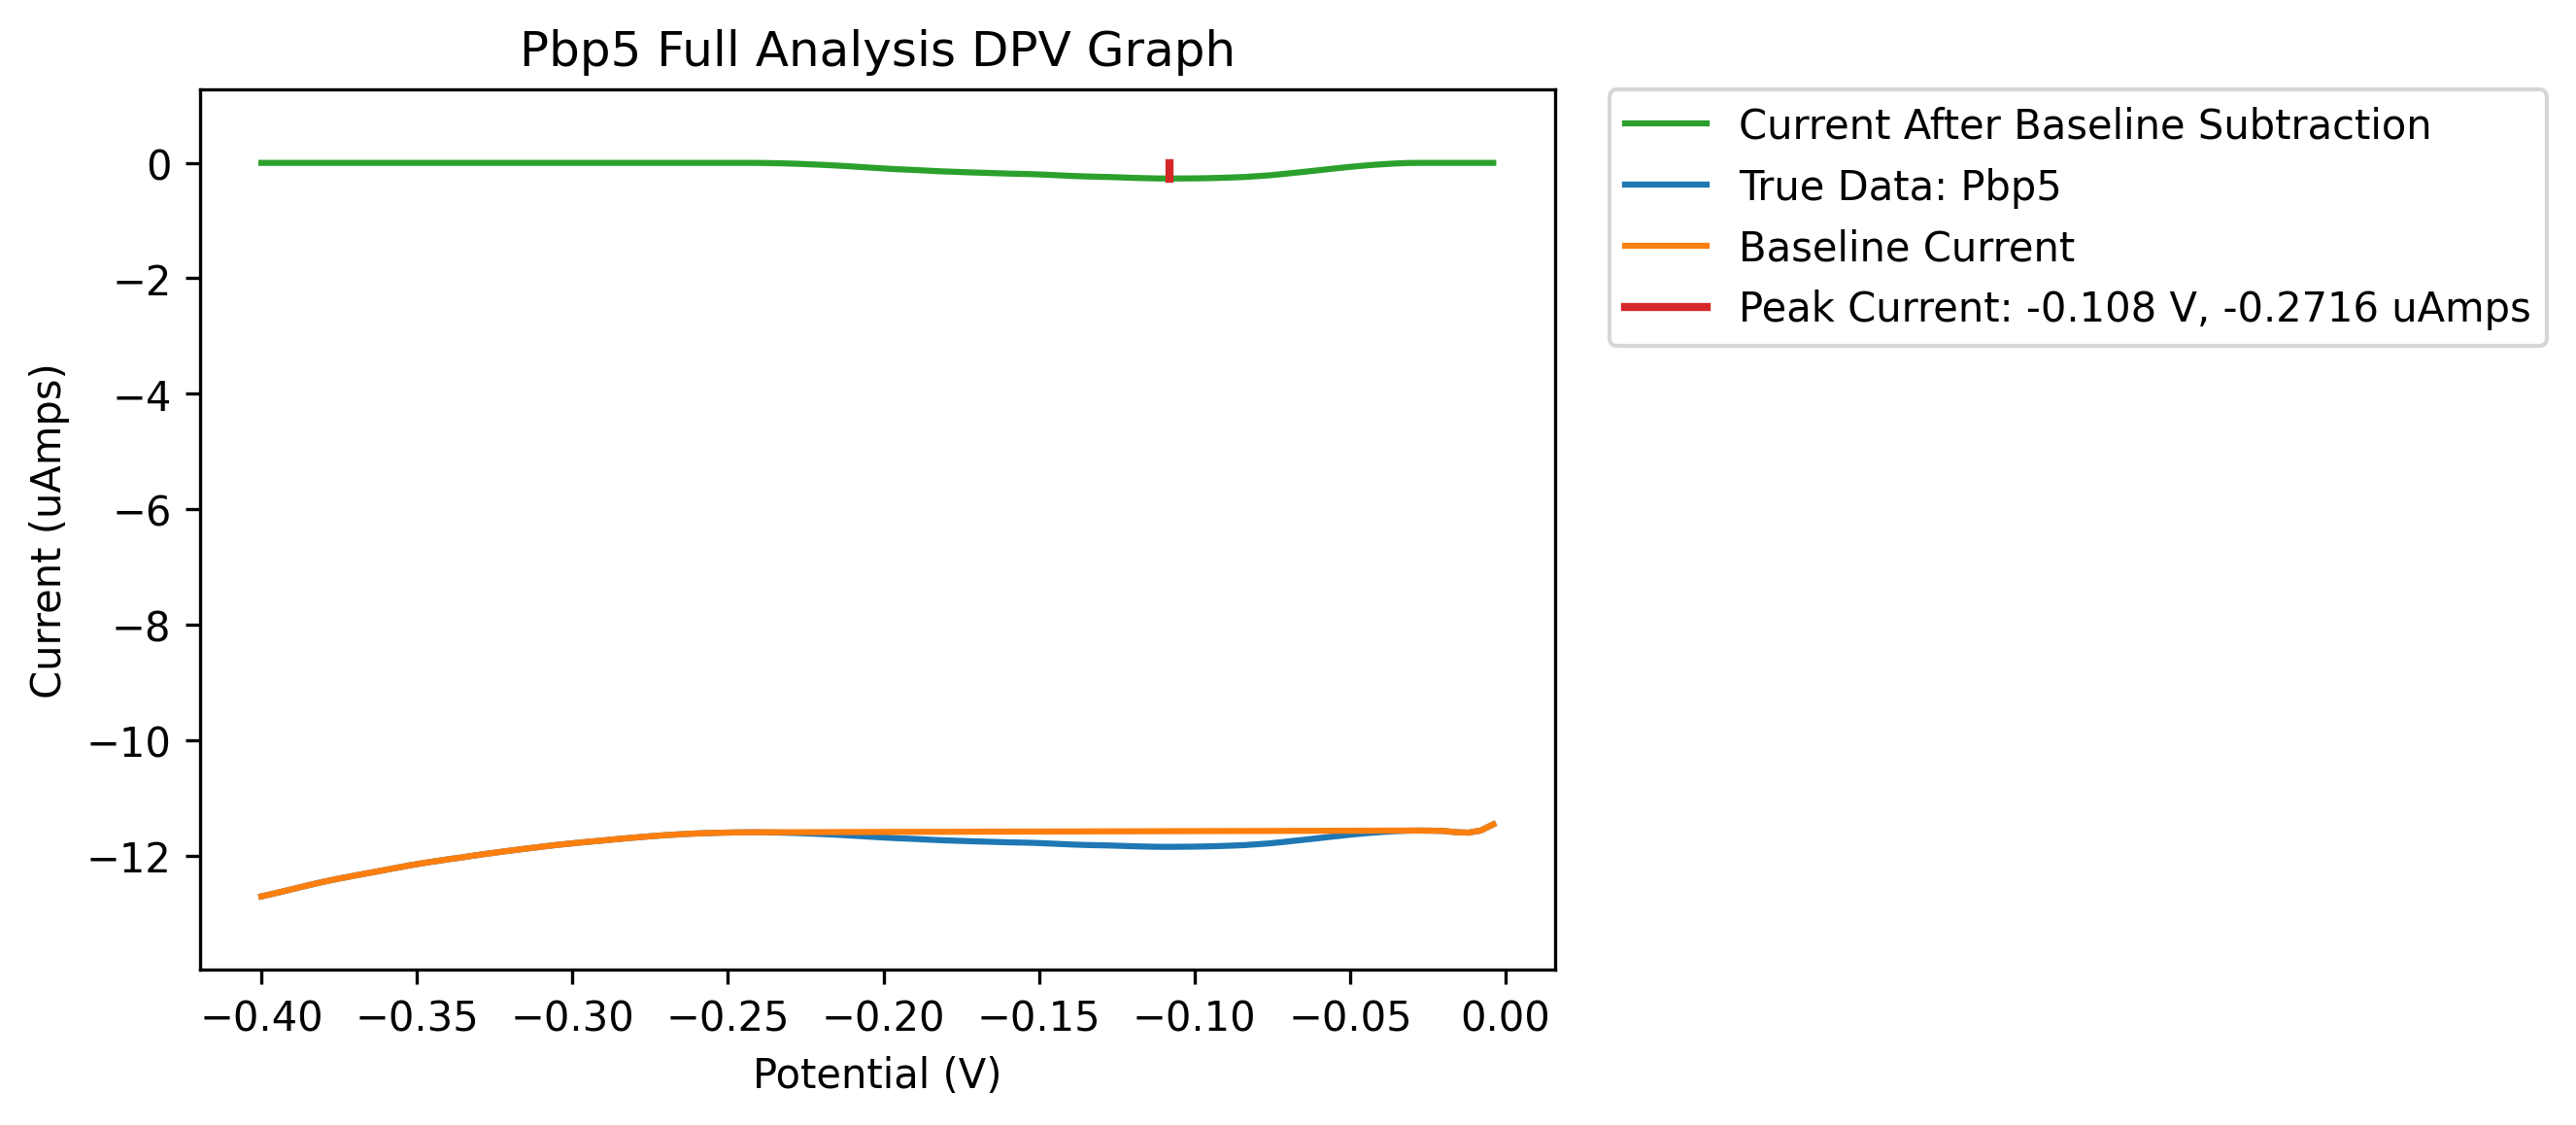 Pbp5 Full Analysis DPV Graph
Current After Baseline Subtraction
True Data: Pbp5
Baseline Current
Peak Current: -0.108 V, -0.2716 uAmps
Current (uAmps)
0
−2
−4
−6
−8
−10
−12
−0.40 −0.35 −0.30 −0.25 −0.20 −0.15 −0.10 −0.05 0.00
Potential (V)